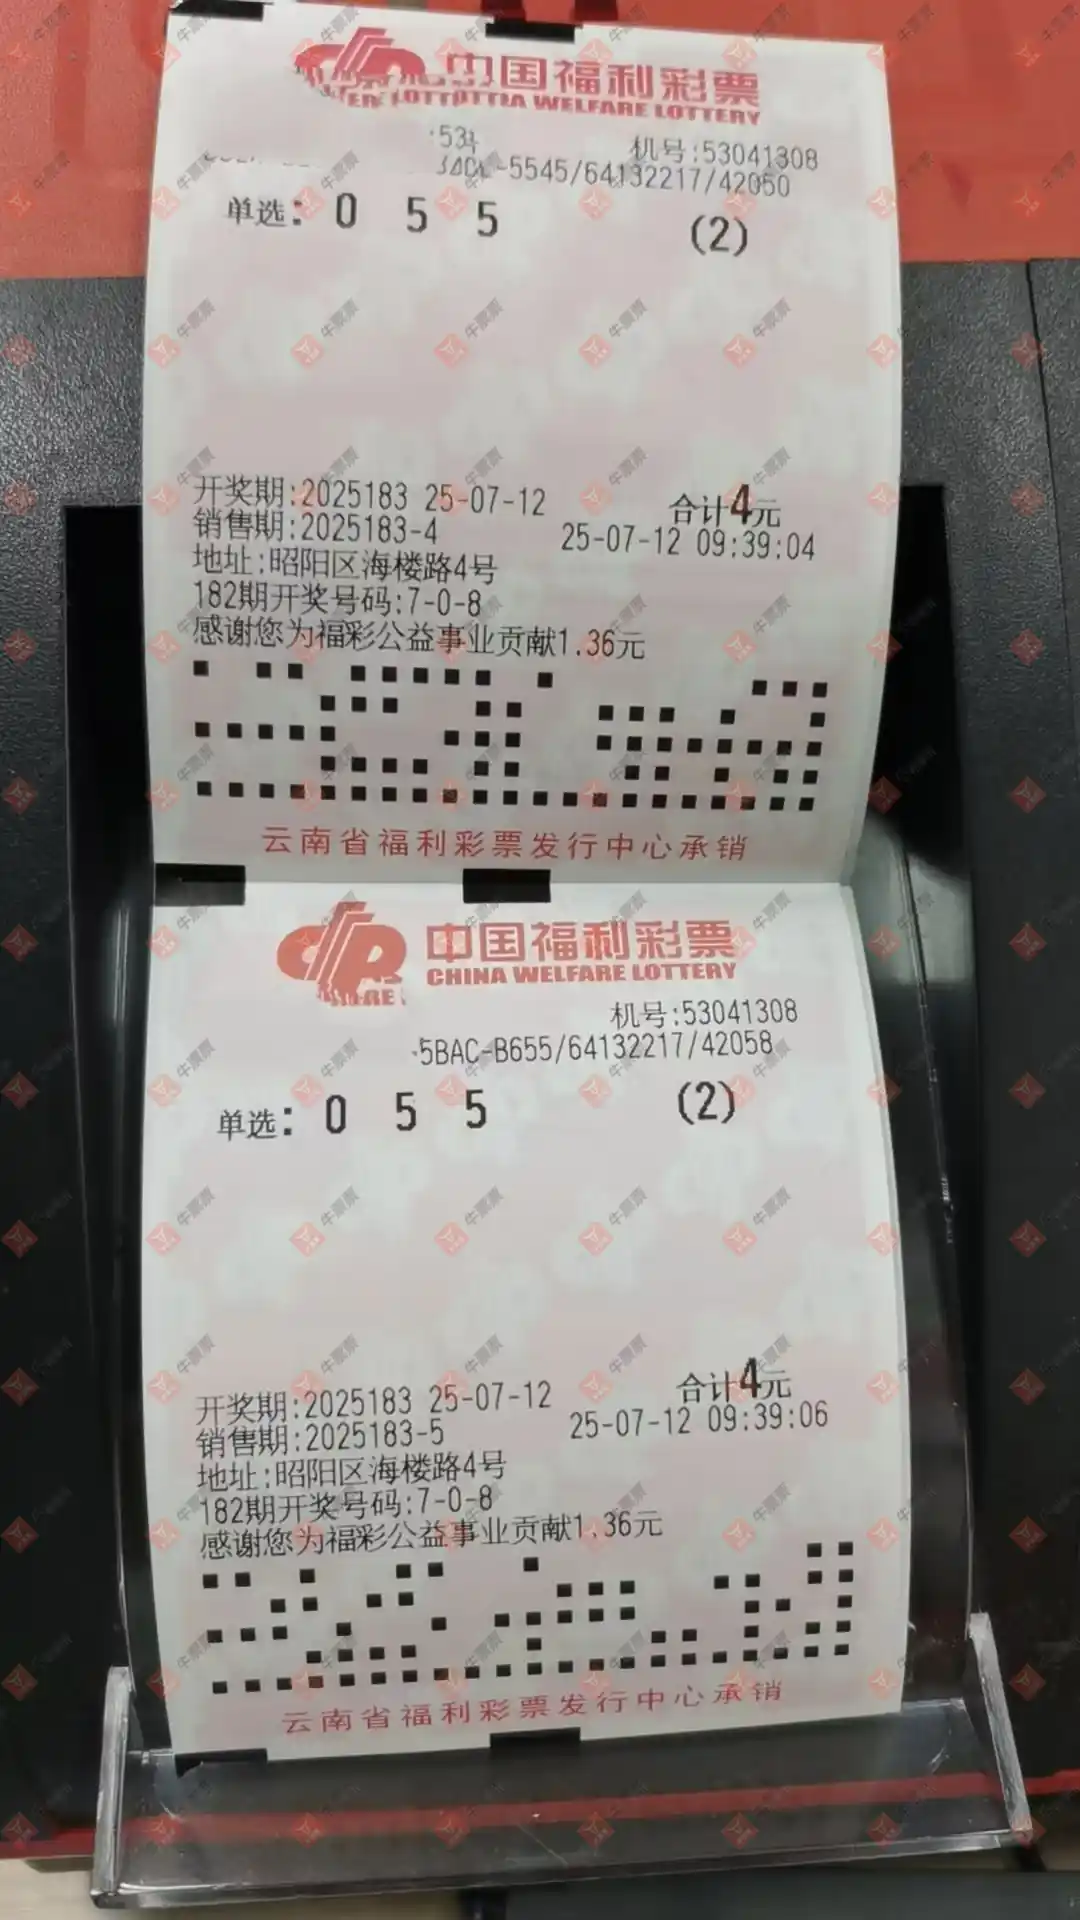 中国福利彩票
WELFARE LOTTERY
机号:53041308
-5545/64132217/42050
单选: 0 5 5 (2)
开奖期:2025183 25-07-12 合计4元
销售期:2025183-4 25-07-12 09:39:04
地址:昭阳区海楼路4号
182期开奖号码:7-0-8
感谢您为福彩公益事业贡献1.36元
云南省福利彩票发行中心承销
中国福利彩票
CHINA WELFARE LOTTERY
机号:53041308
5BAC-B655/64132217/42058
单选: 0 5 5 (2)
开奖期:2025183 25-07-12 合计4元
销售期:2025183-5 25-07-12 09:39:06
地址:昭阳区海楼路4号
182期开奖号码:7-0-8
感谢您为福彩公益事业贡献1.36元
云南省福利彩票发行中心承销
牛票票